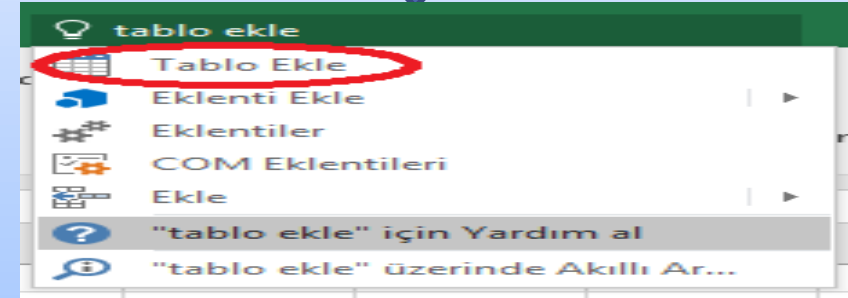 tablo ekle
Tablo Ekle
Eklenti Ekle
Eklentiler
COM Eklentileri
Ekle
"tablo ekle" için Yardım al
"tablo ekle" üzerinde Akıllı Ar...